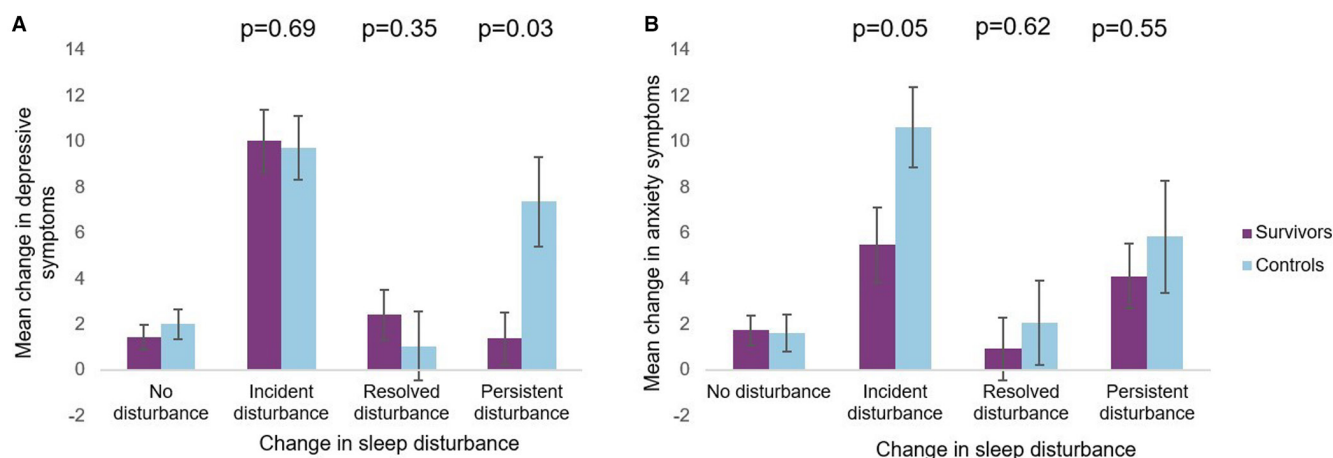 A
p=0.69 p=0.35 p=0.03
14
12
10
8
6
4
2
0
-2
Mean change in depressive
symptoms
No
disturbance
Incident
disturbance
Resolved
disturbance
Persistent
disturbance
Change in sleep disturbance
B
p=0.05 p=0.62 p=0.55
14
12
10
8
6
4
2
0
-2
Mean change in anxiety symptoms
No disturbance
Incident
disturbance
Resolved
disturbance
Persistent
disturbance
Change in sleep disturbance
Survivors
Controls